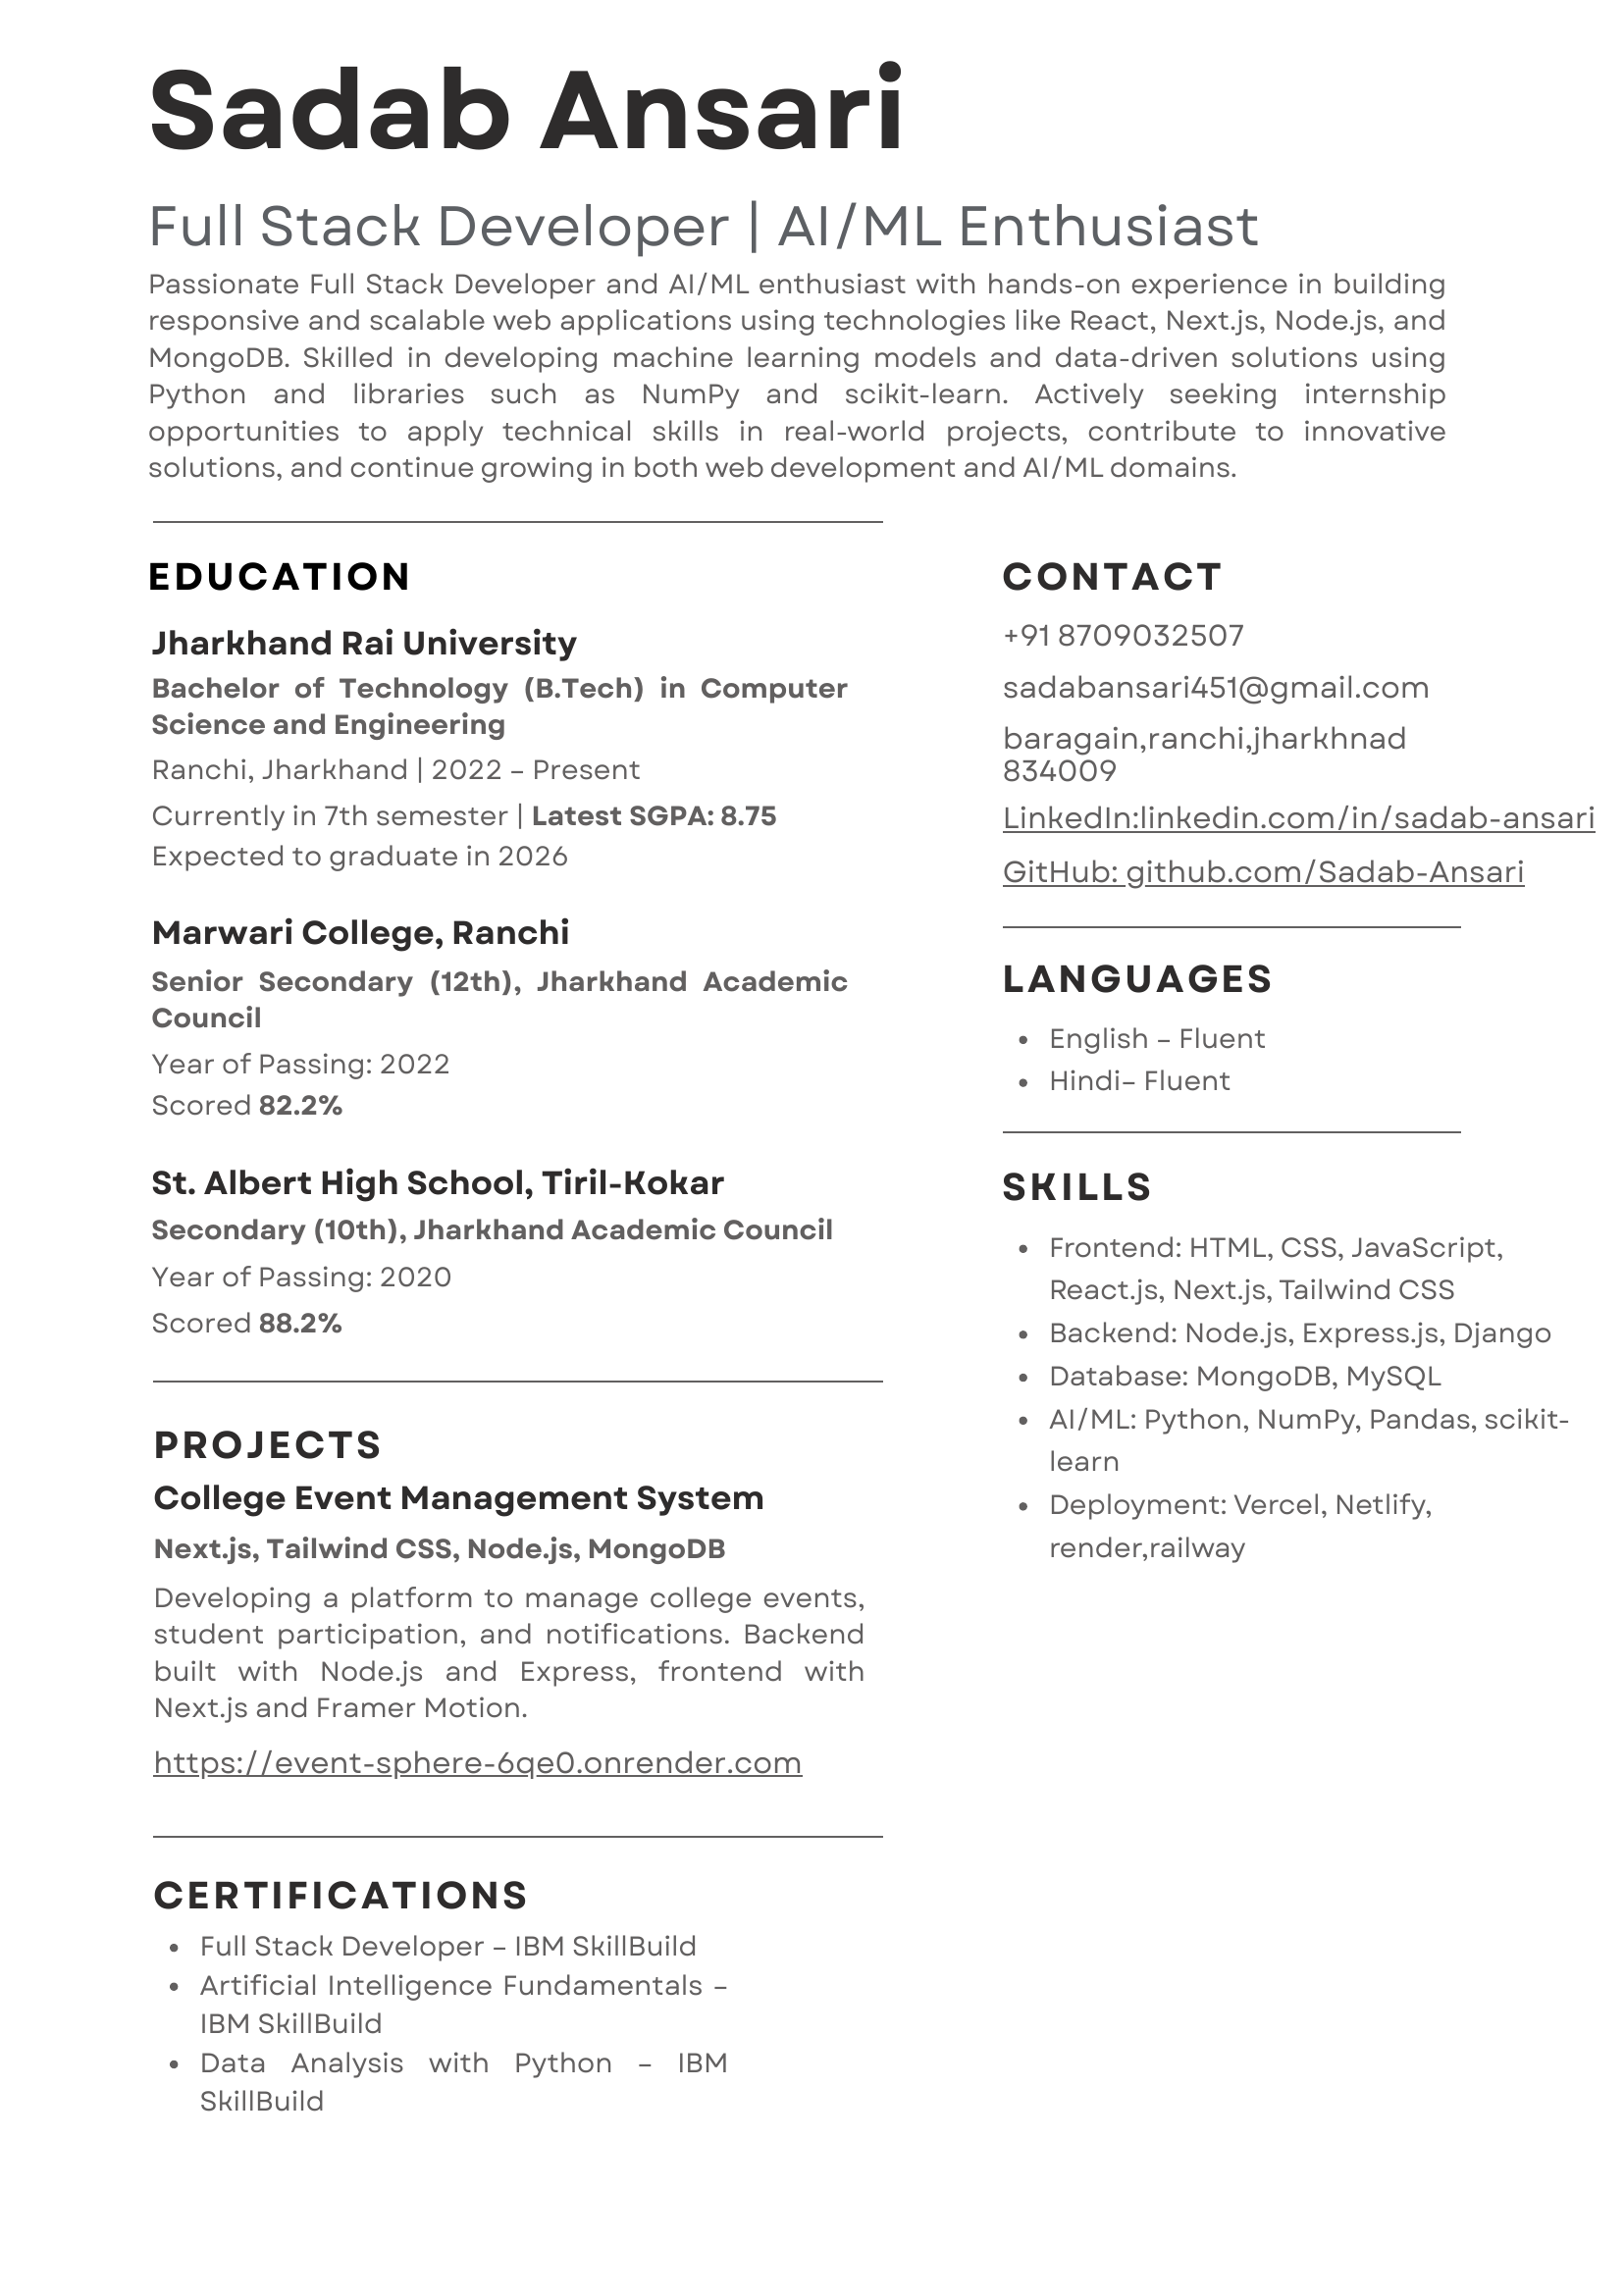 Sadab Ansari
Full Stack Developer | AI/ML Enthusiast
Passionate Full Stack Developer and AI/ML enthusiast with hands-on experience in building
responsive and scalable web applications using technologies like React, Next.js, Node.js, and
MongoDB. Skilled in developing machine learning models and data-driven solutions using
Python and libraries such as NumPy and scikit-learn. Actively seeking internship
opportunities to apply technical skills in real-world projects, contribute to innovative
solutions, and continue growing in both web development and AI/ML domains.
EDUCATION
Jharkhand Rai University
Bachelor of Technology (B.Tech) in Computer
Science and Engineering
Ranchi, Jharkhand | 2022 – Present
Currently in 7th semester | Latest SGPA: 8.75
Expected to graduate in 2026
Marwari College, Ranchi
Senior Secondary (12th), Jharkhand Academic
Council
Year of Passing: 2022
Scored 82.2%
St. Albert High School, Tiril-Kokar
Secondary (10th), Jharkhand Academic Council
Year of Passing: 2020
Scored 88.2%
PROJECTS
College Event Management System
Next.js, Tailwind CSS, Node.js, MongoDB
Developing a platform to manage college events,
student participation, and notifications. Backend
built with Node.js and Express, frontend with
Next.js and Framer Motion.
https://event-sphere-6qe0.onrender.com
CERTIFICATIONS
• Full Stack Developer – IBM SkillBuild
• Artificial Intelligence Fundamentals –
IBM SkillBuild
• Data Analysis with Python – IBM
SkillBuild
CONTACT
+91 8709032507
sadabansari451@gmail.com
baragain,ranchi,jharkhnad
834009
LinkedIn:linkedin.com/in/sadab-ansari
GitHub: github.com/Sadab-Ansari
LANGUAGES
• English – Fluent
• Hindi– Fluent
SKILLS
• Frontend: HTML, CSS, JavaScript,
React.js, Next.js, Tailwind CSS
• Backend: Node.js, Express.js, Django
• Database: MongoDB, MySQL
• AI/ML: Python, NumPy, Pandas, scikit-
learn
• Deployment: Vercel, Netlify,
render,railway